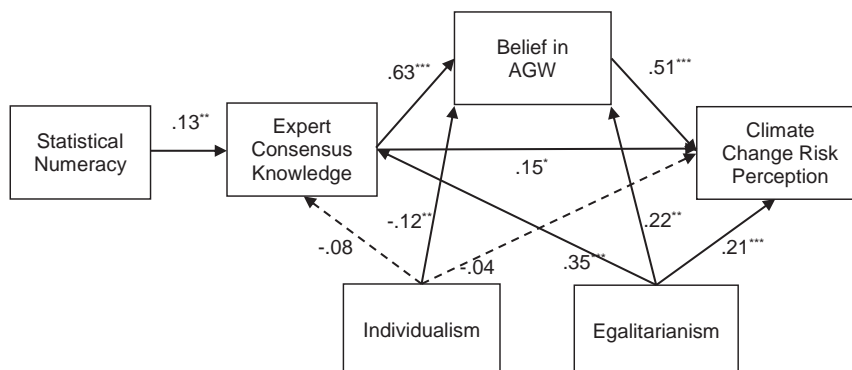 Belief in
AGW
.63***
.51***
.13**
Statistical
Numeracy
Expert
Consensus
Knowledge
Climate
Change Risk
Perception
.15*
-.12**
.22**
-.08
-.04
.35***
.21***
Individualism
Egalitarianism